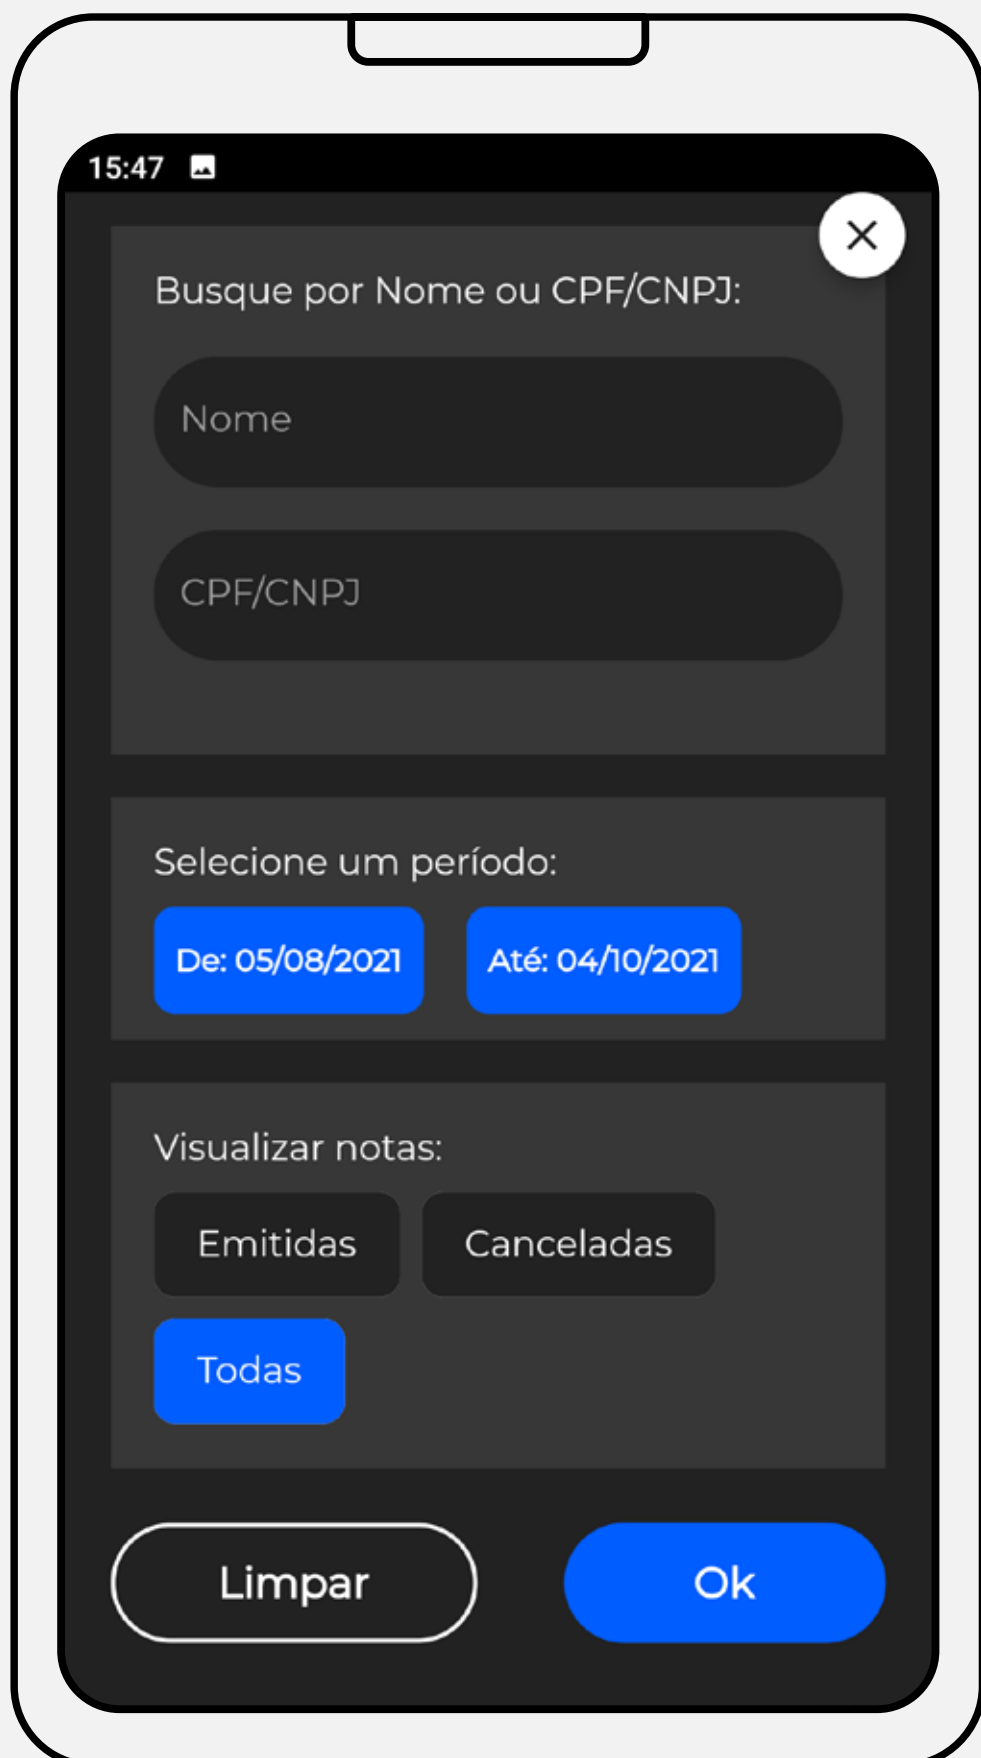 15:47
Busque por Nome ou CPF/CNPJ:
Nome
CPF/CNPJ
Selecione um período:
De: 05/08/2021 Até: 04/10/2021
Visualizar notas:
Emitidas Canceladas
Todas
Limpar Ok